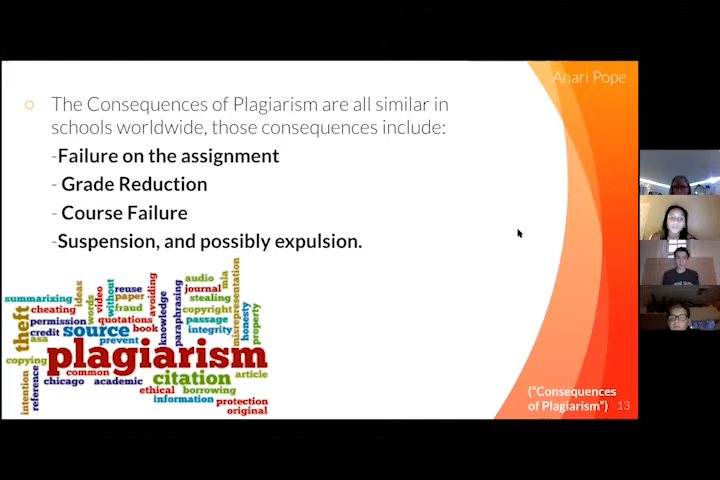 Anari Pope
The Consequences of Plagiarism are all similar in
schools worldwide, those consequences include:
-Failure on the assignment
- Grade Reduction
- Course Failure
-Suspension, and possibly expulsion.
summarizing
cheating
permission
theft
credit
asa
copying
intention
reference
ideas
words
video
without
reuse
paper
fraud
quotations
source
prevent
book
avoiding
knowledge
paraphrasing
audio
journal
stealing
copyright
passage
integrity
mla
misrepresentation
honesty
property
plagiarism
common
chicago
academic
citation
article
ethical
borrowing
information
protection
original
("Consequences
of Plagiarism")
13